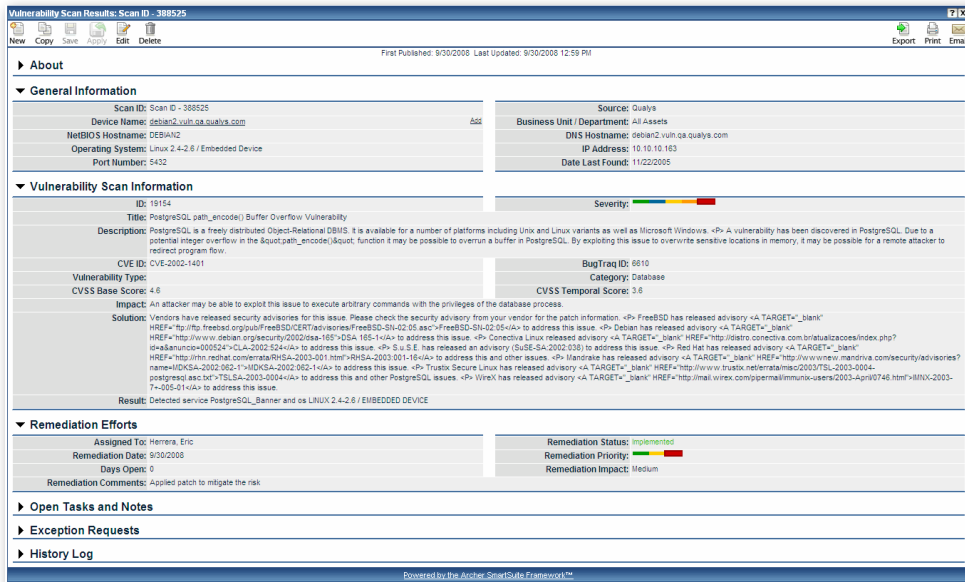 Vulnerability Scan Results: Scan ID - 388525
? X
New Copy Save Apply Edit Delete
Export Print Email
First Published: 9/30/2008 Last Updated: 9/30/2008 12:59 PM
About
General Information
Scan ID: Scan ID - 388525
Source: Qualys
Device Name: debian2.vuln.qa.qualys.com Add
Business Unit / Department: All Assets
NetBIOS Hostname: DEBIAN2
DNS Hostname: debian2.vuln.qa.qualys.com
Operating System: Linux 2.4-2.6 / Embedded Device
IP Address: 10.10.10.163
Port Number: 5432
Date Last Found: 11/22/2005
Vulnerability Scan Information
ID: 19154
Severity:
Title: PostgreSQL path_encode() Buffer Overflow Vulnerability
Description: PostgreSQL is a freely distributed Object-Relational DBMS. It is available for a number of platforms including Unix and Linux variants as well as Microsoft Windows. <P> A vulnerability has been discovered in PostgreSQL. Due to a
potential integer overflow in the &quot;path_encode()&quot; function it may be possible to overrun a buffer in PostgreSQL. By exploiting this issue to overwrite sensitive locations in memory, it may be possible for a remote attacker to
redirect program flow.
CVE ID: CVE-2002-1401
BugTraq ID: 6610
Vulnerability Type:
Category: Database
CVSS Base Score: 4.6
CVSS Temporal Score: 3.6
Impact: An attacker may be able to exploit this issue to execute arbitrary commands with the privileges of the database process.
Solution: Vendors have released security advisories for this issue. Please check the security advisory from your vendor for the patch information. <P> FreeBSD has released advisory <A TARGET="_blank"
HREF="ftp://ftp.freebsd.org/pub/FreeBSD/CERT/advisories/FreeBSD-SN-02:05.asc">FreeBSD-SN-02:05</A> to address this issue. <P> Debian has released advisory <A TARGET="_blank"
HREF="http://www.debian.org/security/2002/dsa-165">DSA 165-1</A> to address this issue. <P> Conectiva Linux released advisory <A TARGET="_blank" HREF="http://distro.conectiva.com.br/atualizacoes/index.php?
id=a&anuncio=000524">CLA-2002:524</A> to address this issue. <P> S.u.S.E. has released an advisory (SuSE-SA:2002:038) to address this issue. <P> Red Hat has released advisory <A TARGET="_blank"
HREF="http://rhn.redhat.com/errata/RHSA-2003-001.html">RHSA-2003:001-16</A> to address this and other issues. <P> Mandrake has released advisory <A TARGET="_blank" HREF="http://wwwnew.mandriva.com/security/advisories?
name=MDKSA-2002:062-1">MDKSA-2002:062-1</A> to address this issue. <P> Trustix Secure Linux has released advisory <A TARGET="_blank" HREF="http://www.trustix.net/errata/misc/2003/TSL-2003-0004-
postgresql.asc.txt">TSLSA-2003-0004</A> to address this and other PostgreSQL issues. <P> WireX has released advisory <A TARGET="_blank" HREF="http://mail.wirex.com/pipermail/immunix-users/2003-April/0746.html">IMNX-2003-
7+-005-01</A> to address this issue.
Result: Detected service PostgreSQL_Banner and os LINUX 2.4-2.6 / EMBEDDED DEVICE
Remediation Efforts
Assigned To: Herrera, Eric
Remediation Status: Implemented
Remediation Date: 9/30/2008
Remediation Priority:
Days Open: 0
Remediation Impact: Medium
Remediation Comments: Applied patch to mitigate the risk
Open Tasks and Notes
Exception Requests
History Log
Powered by the Archer SmartSuite Framework™